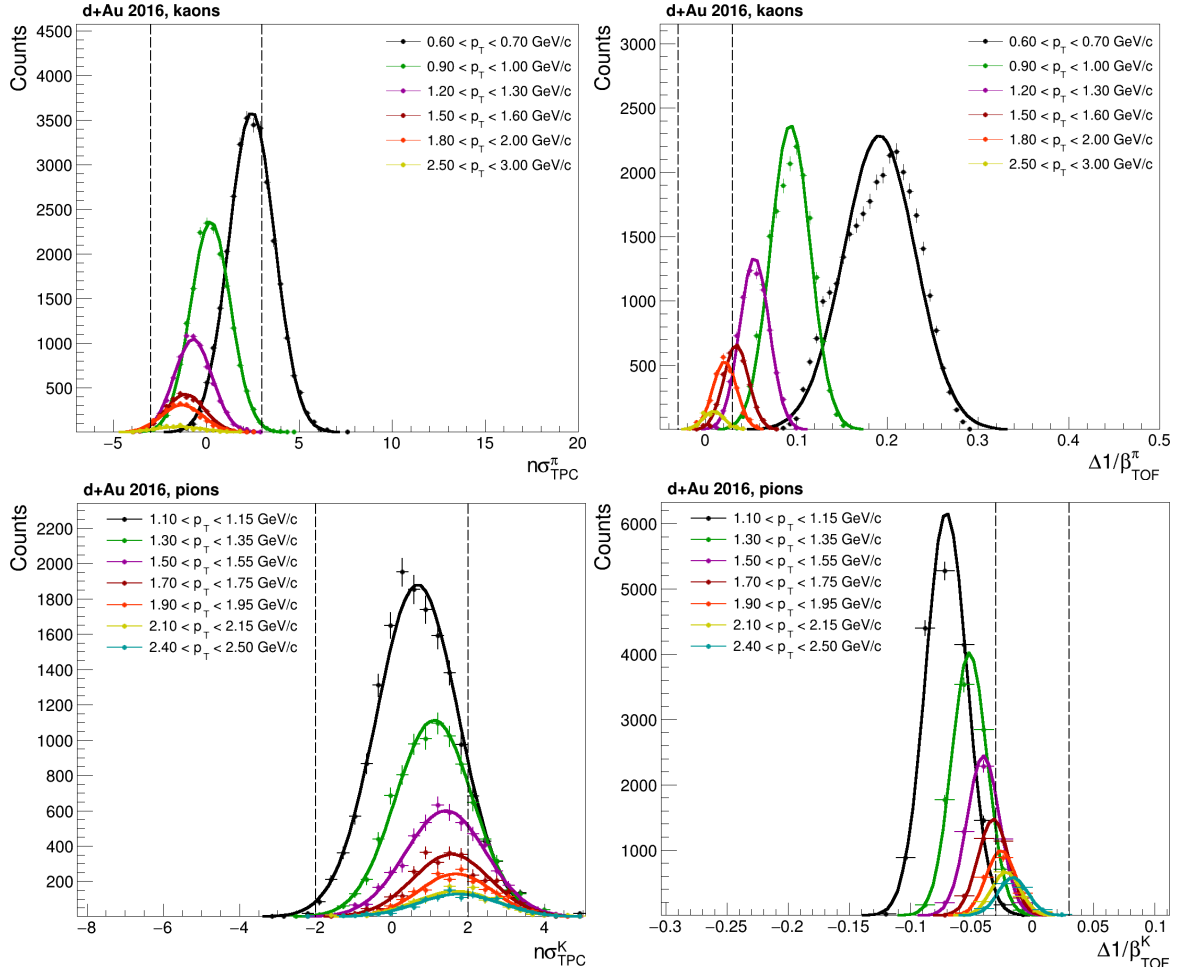 d+Au 2016, kaons
Counts
4500
4000
3500
3000
2500
2000
1500
1000
500
0.60 < p_T < 0.70 GeV/c
0.90 < p_T < 1.00 GeV/c
1.20 < p_T < 1.30 GeV/c
1.50 < p_T < 1.60 GeV/c
1.80 < p_T < 2.00 GeV/c
2.50 < p_T < 3.00 GeV/c
−5 0 5 10 15 20
nσ^π_TPC
d+Au 2016, kaons
Counts
3000
2500
2000
1500
1000
500
0.60 < p_T < 0.70 GeV/c
0.90 < p_T < 1.00 GeV/c
1.20 < p_T < 1.30 GeV/c
1.50 < p_T < 1.60 GeV/c
1.80 < p_T < 2.00 GeV/c
2.50 < p_T < 3.00 GeV/c
0 0.1 0.2 0.3 0.4 0.5
Δ1/β^π_TOF
d+Au 2016, pions
Counts
2200
2000
1800
1600
1400
1200
1000
800
600
400
200
1.10 < p_T < 1.15 GeV/c
1.30 < p_T < 1.35 GeV/c
1.50 < p_T < 1.55 GeV/c
1.70 < p_T < 1.75 GeV/c
1.90 < p_T < 1.95 GeV/c
2.10 < p_T < 2.15 GeV/c
2.40 < p_T < 2.50 GeV/c
−8 −6 −4 −2 0 2 4
nσ^K_TPC
d+Au 2016, pions
Counts
6000
5000
4000
3000
2000
1000
1.10 < p_T < 1.15 GeV/c
1.30 < p_T < 1.35 GeV/c
1.50 < p_T < 1.55 GeV/c
1.70 < p_T < 1.75 GeV/c
1.90 < p_T < 1.95 GeV/c
2.10 < p_T < 2.15 GeV/c
2.40 < p_T < 2.50 GeV/c
−0.3 −0.25 −0.2 −0.15 −0.1 −0.05 0 0.05 0.1
Δ1/β^K_TOF